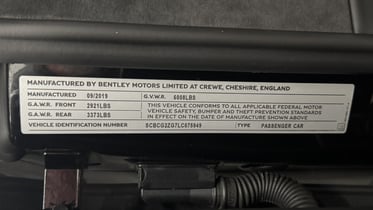 MANUFACTURED BY BENTLEY MOTORS LIMITED AT CREWE, CHESHIRE, ENGLAND
MANUFACTURED 09/2019 G.V.W.R. 6008LBS
G.A.W.R. FRONT 2921LBS THIS VEHICLE CONFORMS TO ALL APPLICABLE FEDERAL MOTOR
VEHICLE SAFETY, BUMPER AND THEFT PREVENTION STANDARDS
G.A.W.R. REAR 3373LBS IN EFFECT ON THE DATE OF MANUFACTURE SHOWN ABOVE
VEHICLE IDENTIFICATION NUMBER TYPE PASSENGER CAR